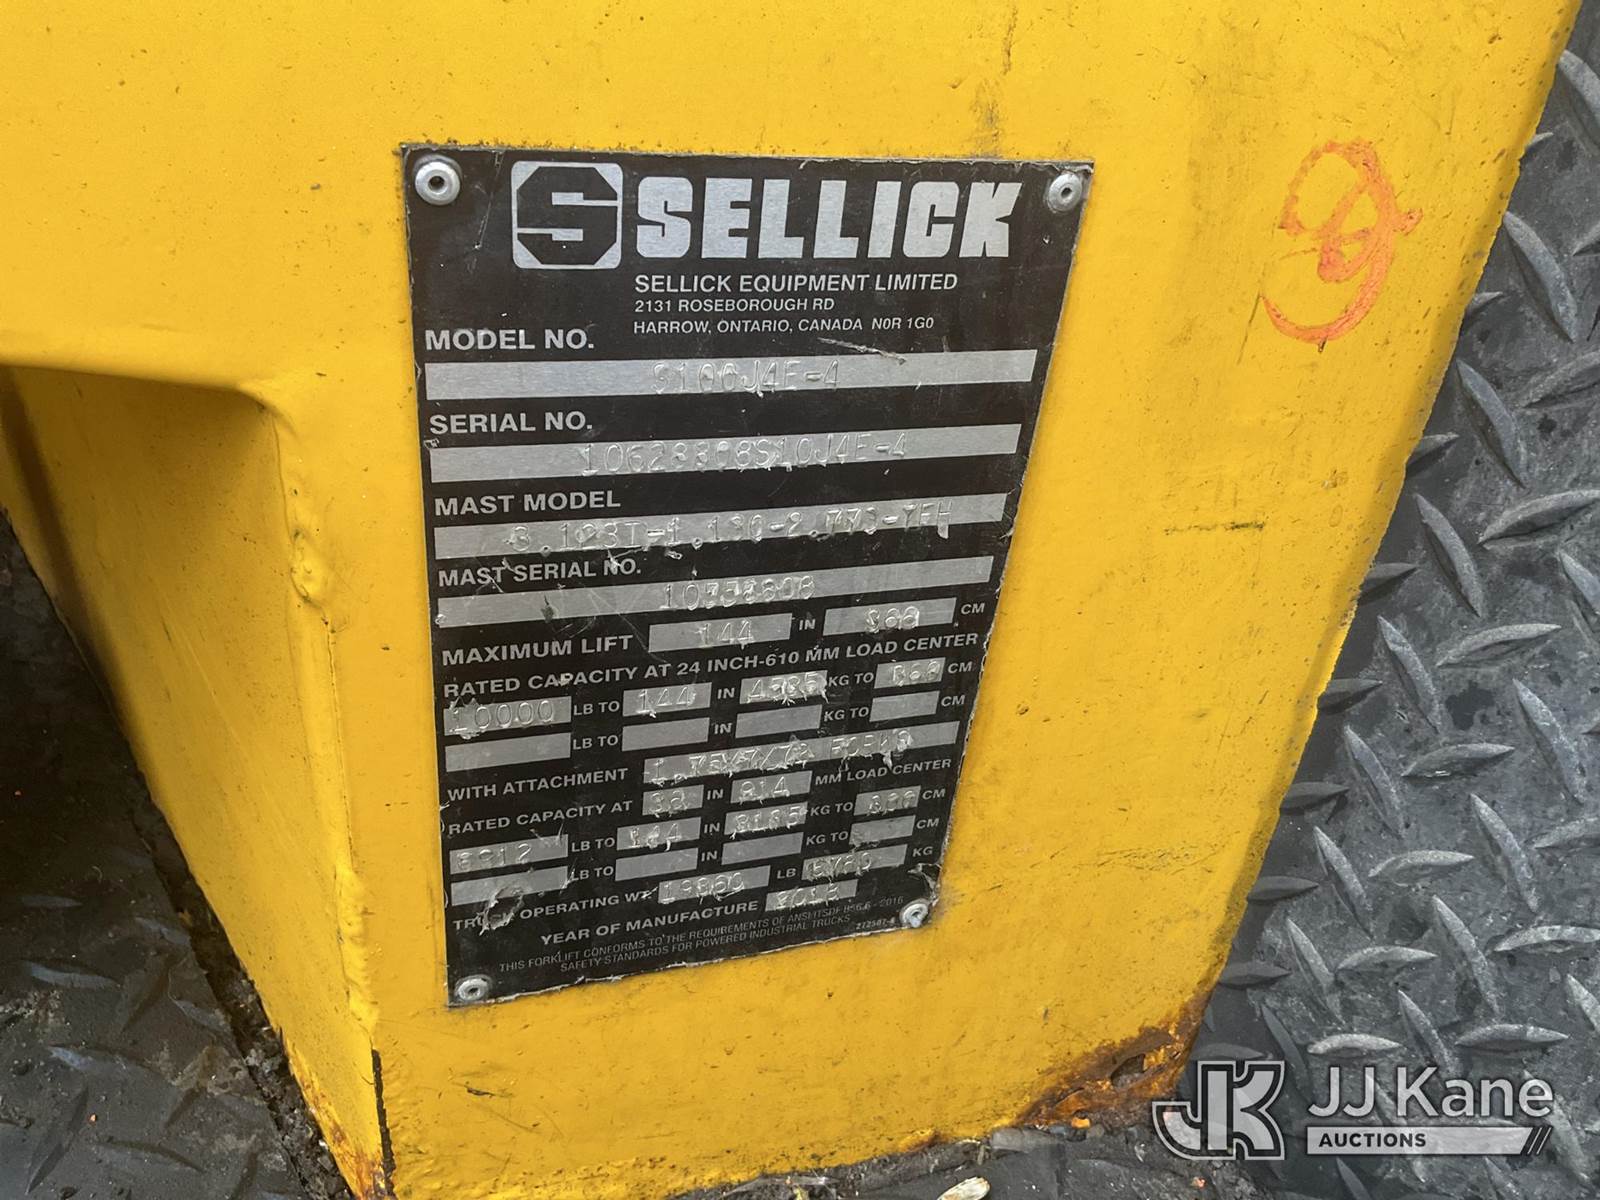 S SELLICK
SELLICK EQUIPMENT LIMITED
2131 ROSEBOROUGH RD
HARROW, ONTARIO, CANADA N0R 1G0
MODEL NO.
S100J4E-4
SERIAL NO.
MAST MODEL
MAST SERIAL NO.
MAXIMUM LIFT 144 IN CM
RATED CAPACITY AT 24 INCH-610 MM LOAD CENTER
10000 LB TO 144 IN KG TO CM
LB TO IN KG TO CM
WITH ATTACHMENT
RATED CAPACITY AT IN 914 MM LOAD CENTER
LB TO 144 IN KG TO CM
LB TO IN KG TO CM
TRUCK OPERATING WT. LB KG
YEAR OF MANUFACTURE
THIS FORKLIFT CONFORMS TO THE REQUIREMENTS OF ANSI/ITSDF B56.6 - 2016
SAFETY STANDARDS FOR POWERED INDUSTRIAL TRUCKS
JK JJ Kane
AUCTIONS